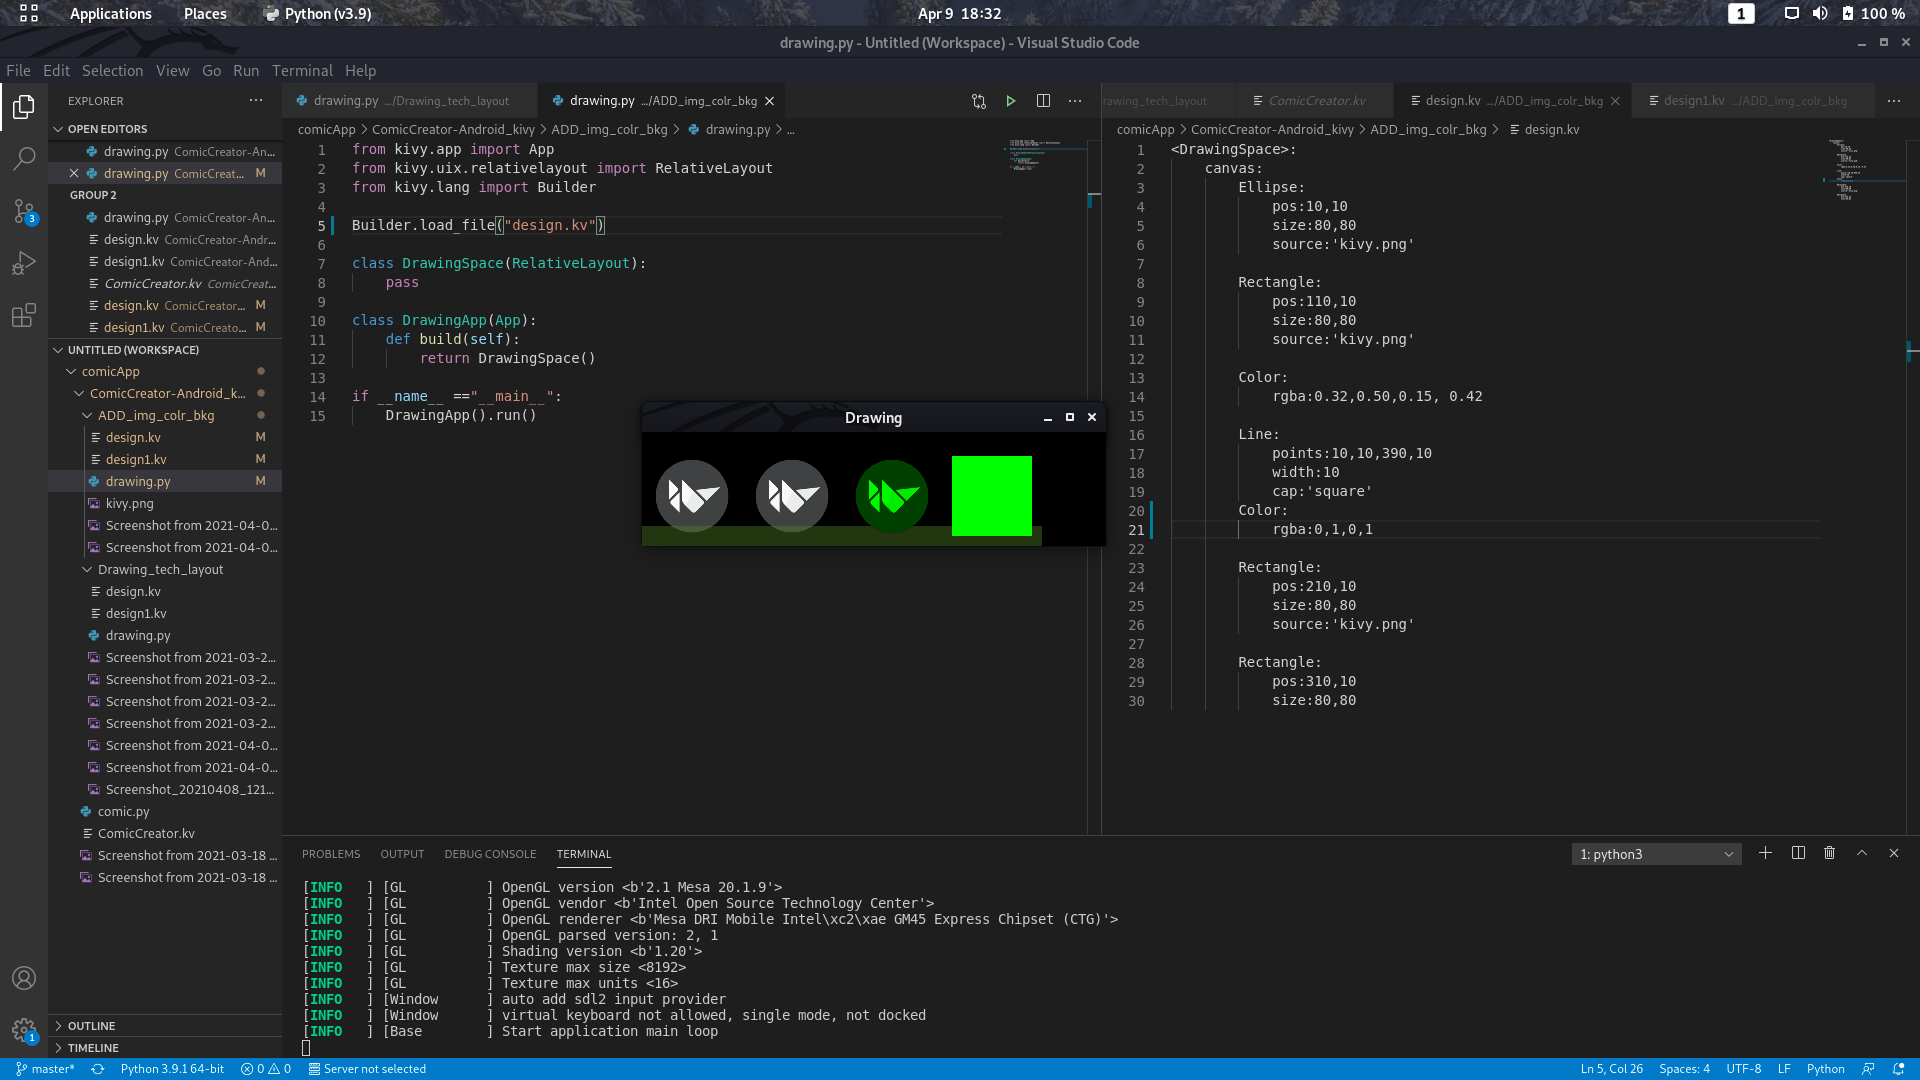 Applications Places Python (v3.9) Apr 9 18:32 1 100 %
drawing.py - Untitled (Workspace) - Visual Studio Code
File Edit Selection View Go Run Terminal Help
EXPLORER
OPEN EDITORS
drawing.py ComicCreator-An...
drawing.py ComicCreat... M
GROUP 2
drawing.py ComicCreator-An...
design.kv ComicCreator-Andr...
design1.kv ComicCreator-And...
ComicCreator.kv ComicCreat...
design.kv ComicCreator... M
design1.kv ComicCreato... M
UNTITLED (WORKSPACE)
comicApp
ComicCreator-Android_k...
ADD_img_colr_bkg
design.kv M
design1.kv M
drawing.py M
kivy.png
Screenshot from 2021-04-0...
Screenshot from 2021-04-0...
Drawing_tech_layout
design.kv
design1.kv
drawing.py
Screenshot from 2021-03-2...
Screenshot from 2021-03-2...
Screenshot from 2021-03-2...
Screenshot from 2021-03-2...
Screenshot from 2021-04-0...
Screenshot from 2021-04-0...
Screenshot_20210408_121...
comic.py
ComicCreator.kv
Screenshot from 2021-03-18 ...
Screenshot from 2021-03-18 ...
OUTLINE
TIMELINE
3
1
drawing.py .../Drawing_tech_layout drawing.py .../ADD_img_colr_bkg
comicApp > ComicCreator-Android_kivy > ADD_img_colr_bkg > drawing.py > ...
1 from kivy.app import App
2 from kivy.uix.relativelayout import RelativeLayout
3 from kivy.lang import Builder
4
5 Builder.load_file("design.kv")
6
7 class DrawingSpace(RelativeLayout):
8 pass
9
10 class DrawingApp(App):
11 def build(self):
12 return DrawingSpace()
13
14 if __name__ =="__main__":
15 DrawingApp().run()
Drawing
rawing_tech_layout ComicCreator.kv design.kv .../ADD_img_colr_bkg design1.kv .../ADD_img_colr_bkg
comicApp > ComicCreator-Android_kivy > ADD_img_colr_bkg > design.kv
1 <DrawingSpace>:
2 canvas:
3 Ellipse:
4 pos:10,10
5 size:80,80
6 source:'kivy.png'
7
8 Rectangle:
9 pos:110,10
10 size:80,80
11 source:'kivy.png'
12
13 Color:
14 rgba:0.32,0.50,0.15, 0.42
15
16 Line:
17 points:10,10,390,10
18 width:10
19 cap:'square'
20 Color:
21 rgba:0,1,0,1
22
23 Rectangle:
24 pos:210,10
25 size:80,80
26 source:'kivy.png'
27
28 Rectangle:
29 pos:310,10
30 size:80,80
PROBLEMS OUTPUT DEBUG CONSOLE TERMINAL 1: python3
[INFO ] [GL ] OpenGL version <b'2.1 Mesa 20.1.9'>
[INFO ] [GL ] OpenGL vendor <b'Intel Open Source Technology Center'>
[INFO ] [GL ] OpenGL renderer <b'Mesa DRI Mobile Intel\xc2\xae GM45 Express Chipset (CTG)'>
[INFO ] [GL ] OpenGL parsed version: 2, 1
[INFO ] [GL ] Shading version <b'1.20'>
[INFO ] [GL ] Texture max size <8192>
[INFO ] [GL ] Texture max units <16>
[INFO ] [Window ] auto add sdl2 input provider
[INFO ] [Window ] virtual keyboard not allowed, single mode, not docked
[INFO ] [Base ] Start application main loop
master* Python 3.9.1 64-bit 0 0 Server not selected Ln 5, Col 26 Spaces: 4 UTF-8 LF Python